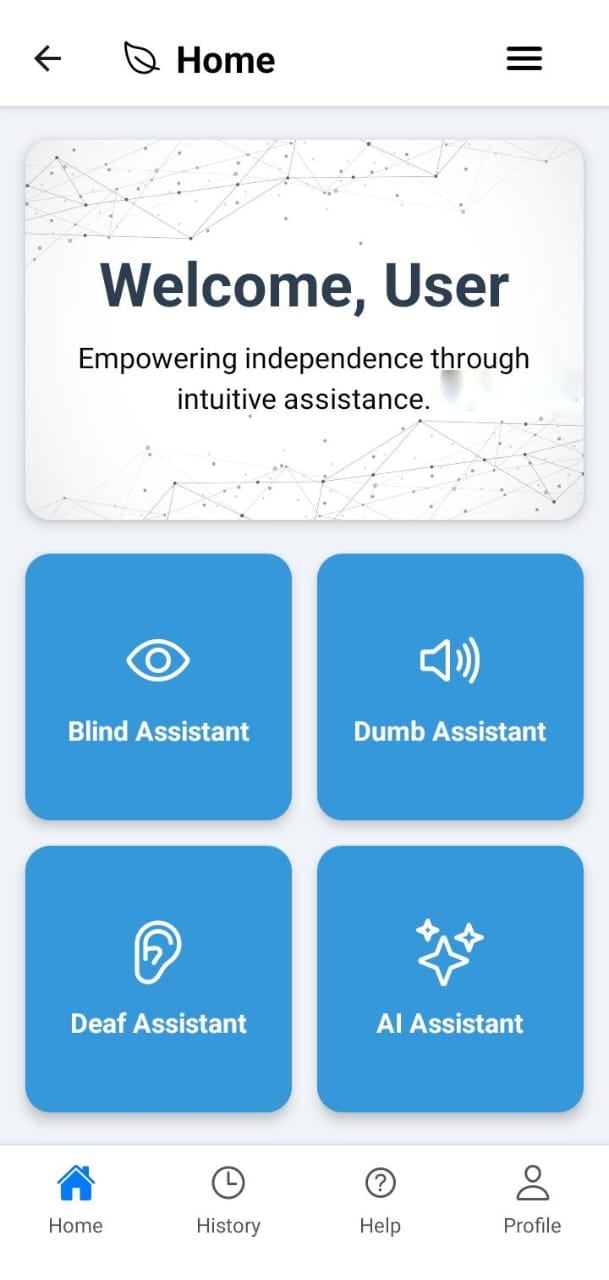 Home
Welcome, User
Empowering independence through
intuitive assistance.
Blind Assistant
Dumb Assistant
Deaf Assistant
AI Assistant
Home
History
Help
Profile